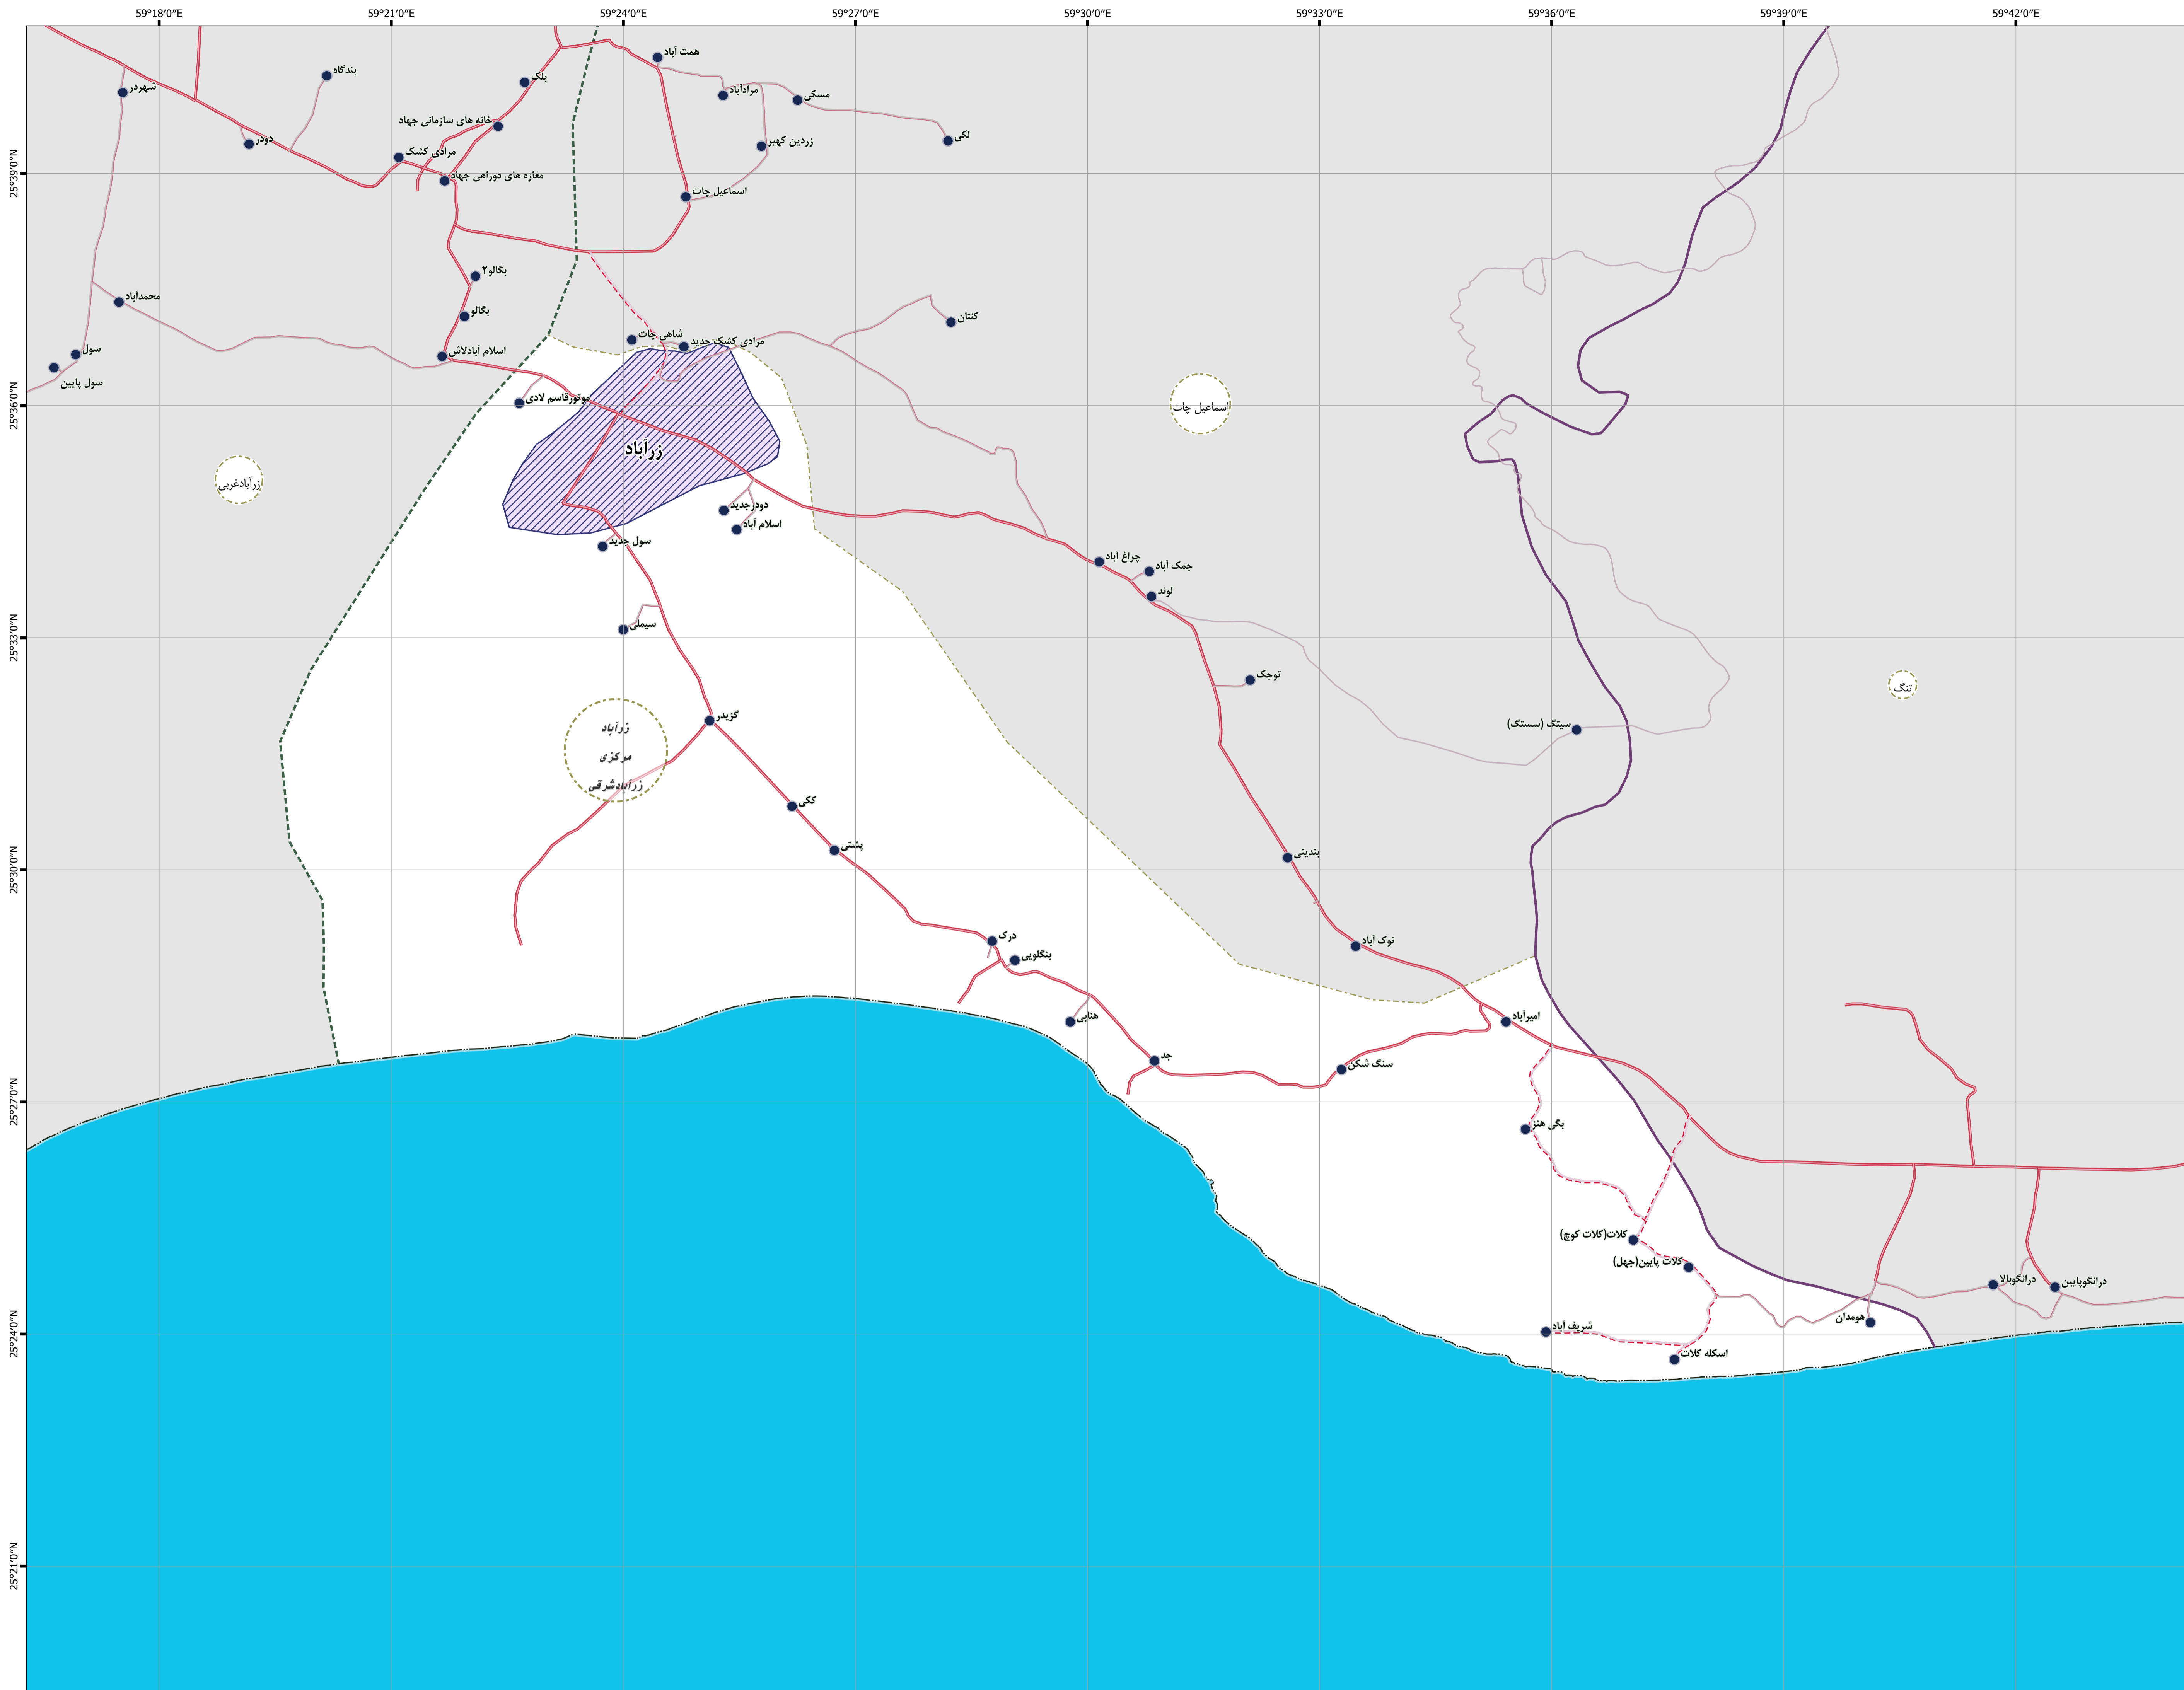 59°18'0"E
59°21'0"E
59°24'0"E
59°27'0"E
59°30'0"E
59°33'0"E
59°36'0"E
59°39'0"E
59°42'0"E
25°39'0"N
25°36'0"N
25°33'0"N
25°30'0"N
25°27'0"N
25°24'0"N
25°21'0"N
همت آباد
بندگاه
بلک
شهردر
مرادآباد
مسکی
خانه های سازمانی جهاد
لکی
دودر
زردین کهیر
مرادی کشک
مغازه های دوراهی جهاد
اسماعیل چات
بگالو۲
محمدآباد
بگالو
کنتان
شاهی چات
مرادی کشک جدید
سول
اسلام آبادلاش
سول پایین
موتورقاسم لادی
اسماعیل چات
زرآباد
زرآبادغربی
دودرجدید
اسلام آباد
سول جدید
چراغ آباد
جمک آباد
لوند
سیملی
توجک
تنگ
گزیدر
سیتگ (سستگ)
زرآباد
مرکزی
زرآبادشرقی
ککی
پشتی
بندینی
درک
نوک آباد
بنگلویی
هنایی
امیرآباد
جد
سنگ شکن
بگی هنز
کلات(کلات کوچ)
کلات پایین(جهل)
درانگوبالا
درانگوپایین
هومدان
شریف آباد
اسکله کلات